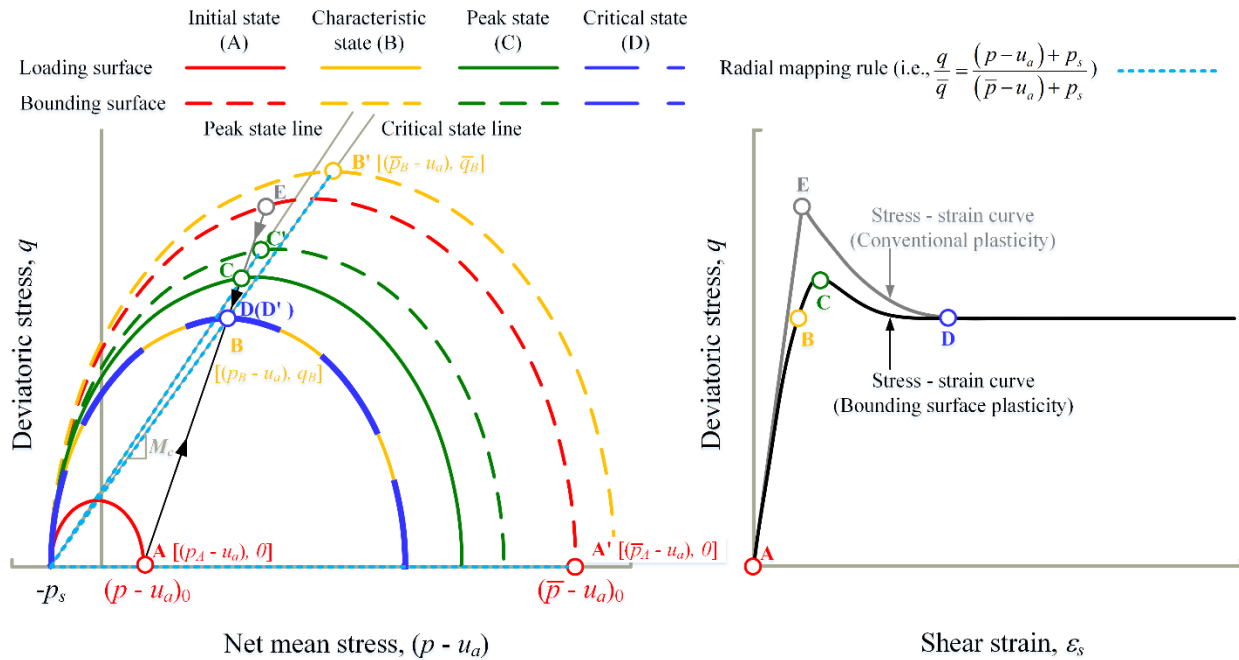 Initial state (A)
Characteristic state (B)
Peak state (C)
Critical state (D)
Loading surface
Bounding surface
Radial mapping rule (i.e., q / q̅ = ((p – u_a) + p_s) / ((p̅ – u_a) + p_s) )
Peak state line
Critical state line
B' [(p̅_B - u_a), q̅_B]
E
C'
C
D(D' )
B
[(p_B - u_a), q_B]
M_c
A [(p_A - u_a), 0]
A' [(p̅_A - u_a), 0]
-p_s
(p - u_a)_0
(p̅ - u_a)_0
Deviatoric stress, q
Net mean stress, (p - u_a)
E
Stress - strain curve
(Conventional plasticity)
C
B
D
Stress - strain curve
(Bounding surface plasticity)
A
Deviatoric stress, q
Shear strain, ε_s